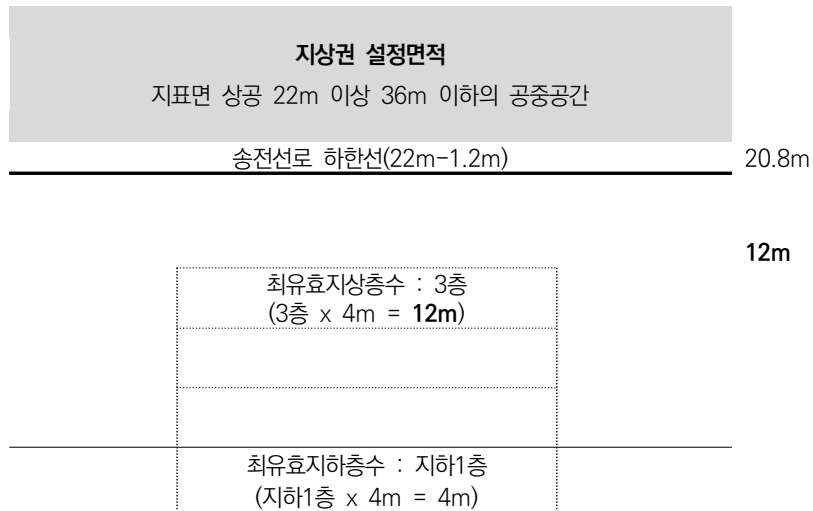 지상권 설정면적
지표면 상공 22m 이상 36m 이하의 공중공간
송전선로 하한선(22m-1.2m)
20.8m
12m
최유효지상층수 : 3층
(3층 x 4m = 12m)
최유효지하층수 : 지하1층
(지하1층 x 4m = 4m)